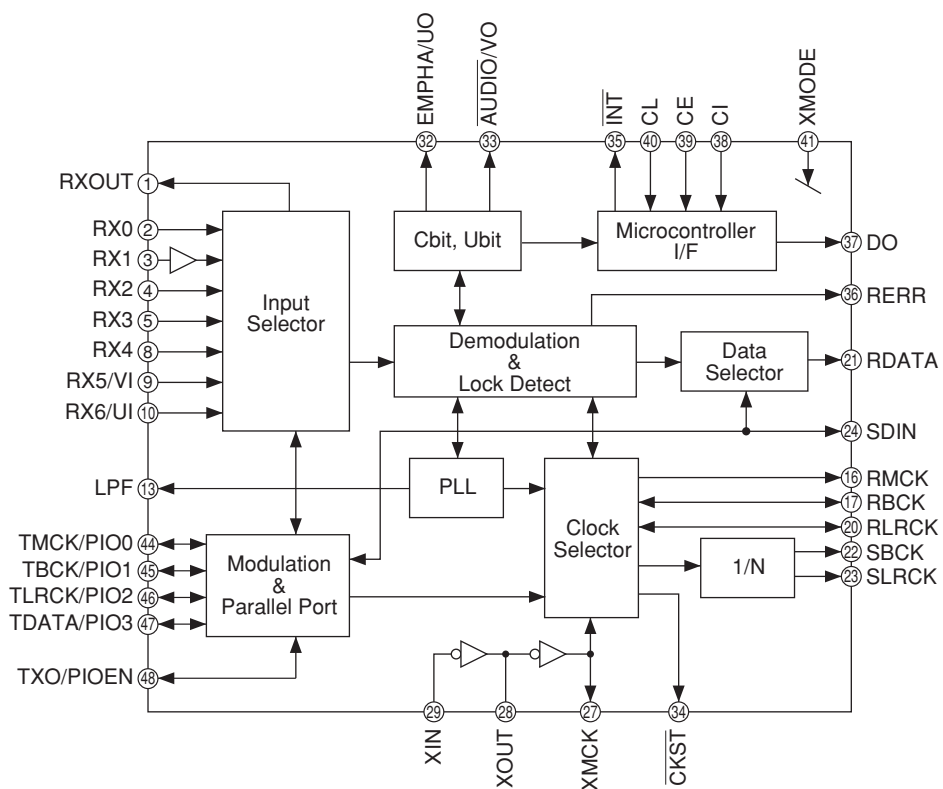 EMPHA/UO
AUDIO/VO
INT
CL
CE
CI
XMODE
32
33
35
40
39
38
41
RXOUT 1
RX0 2
RX1 3
RX2 4
RX3 5
RX4 8
RX5/VI 9
RX6/UI 10
LPF 13
TMCK/PIO0 44
TBCK/PIO1 45
TLRCK/PIO2 46
TDATA/PIO3 47
TXO/PIOEN 48
Input
Selector
Cbit, Ubit
Microcontroller
I/F
Demodulation
&
Lock Detect
Data
Selector
PLL
Clock
Selector
Modulation
&
Parallel Port
1/N
37 DO
36 RERR
21 RDATA
24 SDIN
16 RMCK
17 RBCK
20 RLRCK
22 SBCK
23 SLRCK
29
28
27
34
XIN
XOUT
XMCK
CKST